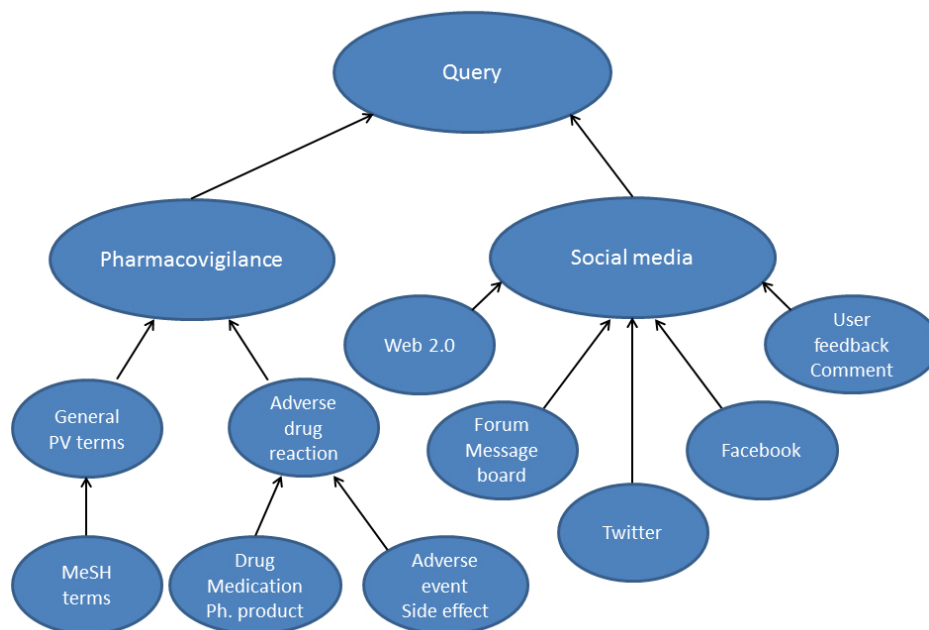 Query
Pharmacovigilance
Social media
Web 2.0
User
feedback
Comment
General
PV terms
Adverse
drug
reaction
Forum
Message
board
Facebook
Twitter
MeSH
terms
Drug
Medication
Ph. product
Adverse
event
Side effect